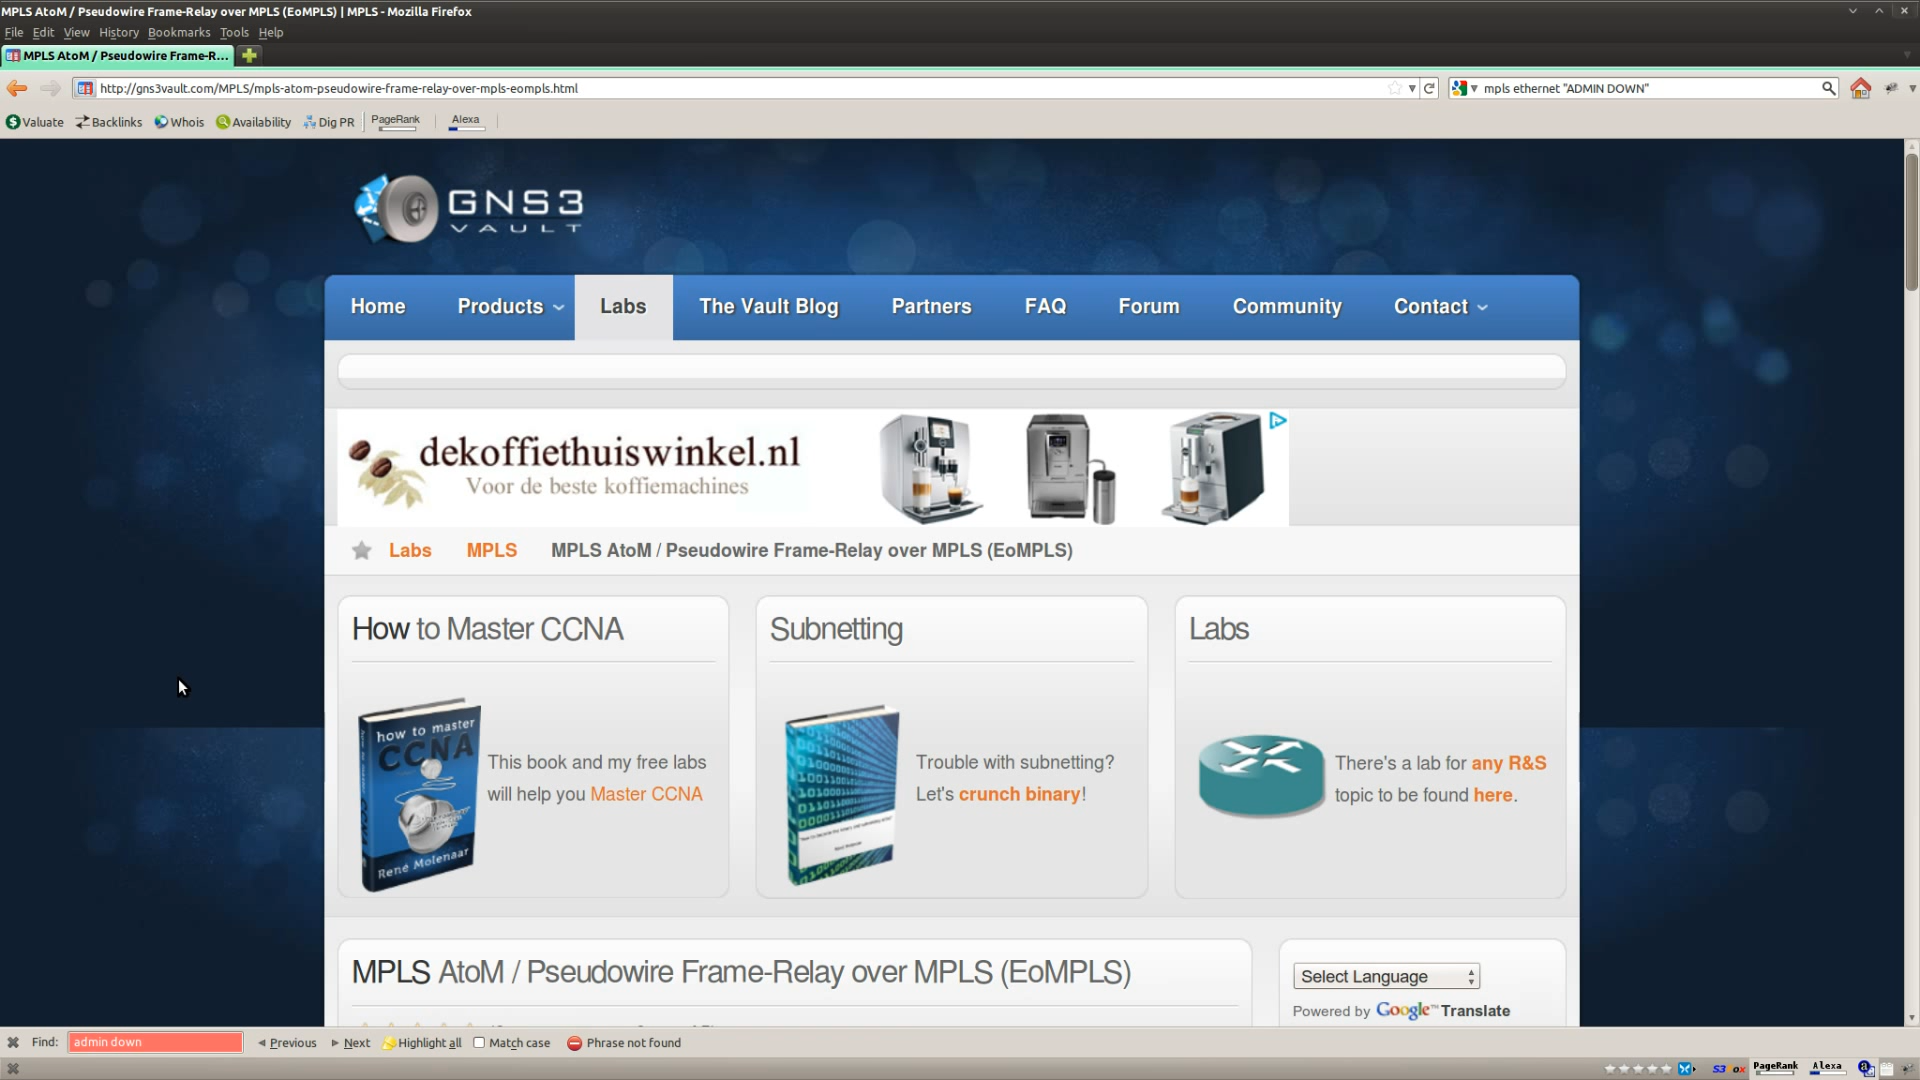 MPLS AtoM / Pseudowire Frame-Relay over MPLS (EoMPLS) | MPLS - Mozilla Firefox
File Edit View History Bookmarks Tools Help
MPLS AtoM / Pseudowire Frame-R...
http://gns3vault.com/MPLS/mpls-atom-pseudowire-frame-relay-over-mpls-eompls.html
mpls ethernet "ADMIN DOWN"
Valuate Backlinks Whois Availability Dig PR PageRank Alexa
GNS3
VAULT
Home Products Labs The Vault Blog Partners FAQ Forum Community Contact
dekoffiethuiswinkel.nl
Voor de beste koffiemachines
Labs MPLS MPLS AtoM / Pseudowire Frame-Relay over MPLS (EoMPLS)
How to Master CCNA
how to master
CCNA
CCNA
René Molenaar
This book and my free labs
will help you Master CCNA
Subnetting
Trouble with subnetting?
Let's crunch binary!
Labs
There's a lab for any R&S
topic to be found here.
MPLS AtoM / Pseudowire Frame-Relay over MPLS (EoMPLS)
Select Language
Powered by Google™ Translate
Find: admin down Previous Next Highlight all Match case Phrase not found
S3 PageRank Alexa a